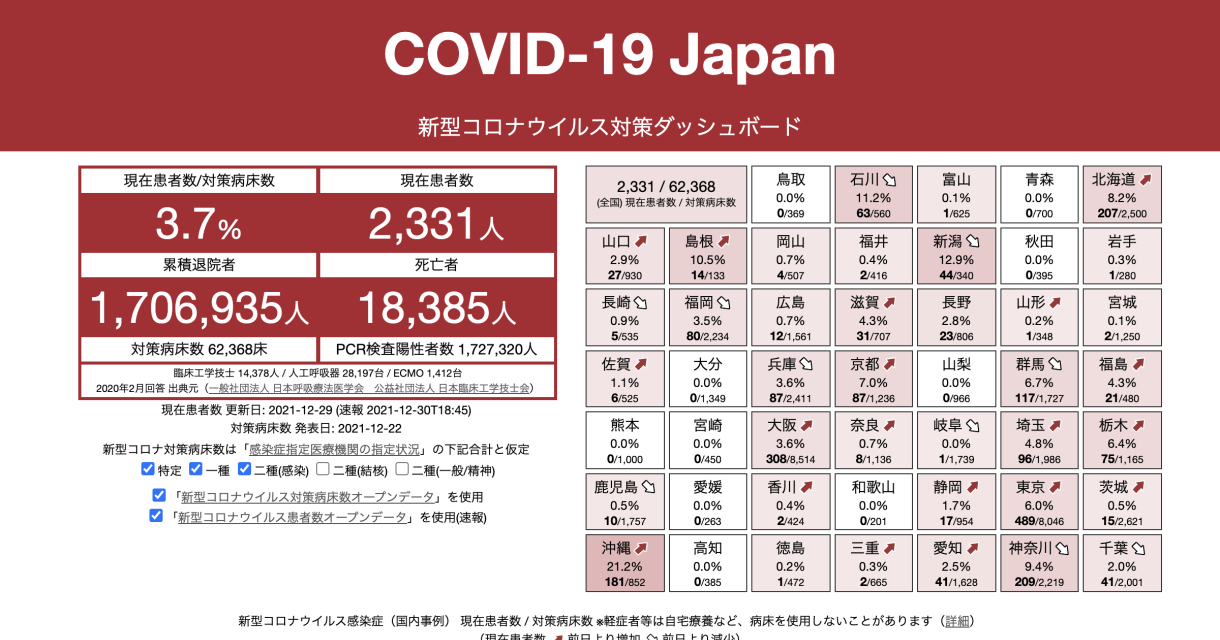 COVID-19 Japan
新型コロナウイルス対策ダッシュボード
現在患者数/対策病床数
現在患者数
3.7%
2,331人
累積退院者
死亡者
1,706,935人
18,385人
対策病床数 62,368床
PCR検査陽性者数 1,727,320人
臨床工学技士 14,378人 / 人工呼吸器 28,197台 / ECMO 1,412台
2020年2月回答 出典元（一般社団法人 日本呼吸療法医学会　公益社団法人 日本臨床工学技士会）
現在患者数 更新日: 2021-12-29 (速報 2021-12-30T18:45)
対策病床数 発表日: 2021-12-22
新型コロナ対策病床数は「感染症指定医療機関の指定状況」の下記合計と仮定
特定 一種 二種(感染) 二種(結核) 二種(一般/精神)
「新型コロナウイルス対策病床数オープンデータ」を使用
「新型コロナウイルス患者数オープンデータ」を使用(速報)
2,331 / 62,368
(全国) 現在患者数 / 対策病床数
鳥取
0.0%
0/369
石川
11.2%
63/560
富山
0.1%
1/625
青森
0.0%
0/700
北海道
8.2%
207/2,500
山口
2.9%
27/930
島根
10.5%
14/133
岡山
0.7%
4/507
福井
0.4%
2/416
新潟
12.9%
44/340
秋田
0.0%
0/395
岩手
0.3%
1/280
長崎
0.9%
5/535
福岡
3.5%
80/2,234
広島
0.7%
12/1,561
滋賀
4.3%
31/707
長野
2.8%
23/806
山形
0.2%
1/348
宮城
0.1%
2/1,250
佐賀
1.1%
6/525
大分
0.0%
0/1,349
兵庫
3.6%
87/2,411
京都
7.0%
87/1,236
山梨
0.0%
0/966
群馬
6.7%
117/1,727
福島
4.3%
21/480
熊本
0.0%
0/1,000
宮崎
0.0%
0/450
大阪
3.6%
308/8,514
奈良
0.7%
8/1,136
岐阜
0.0%
1/1,739
埼玉
4.8%
96/1,986
栃木
6.4%
75/1,165
鹿児島
0.5%
10/1,757
愛媛
0.0%
0/263
香川
0.4%
2/424
和歌山
0.0%
0/201
静岡
1.7%
17/954
東京
6.0%
489/8,046
茨城
0.5%
15/2,621
沖縄
21.2%
181/852
高知
0.0%
0/385
徳島
0.2%
1/472
三重
0.3%
2/665
愛知
2.5%
41/1,628
神奈川
9.4%
209/2,219
千葉
2.0%
41/2,001
新型コロナウイルス感染症（国内事例） 現在患者数 / 対策病床数 ※軽症者等は自宅療養など、病床を使用しないことがあります（詳細）
（現在患者数 前日より増加 前日より減少）